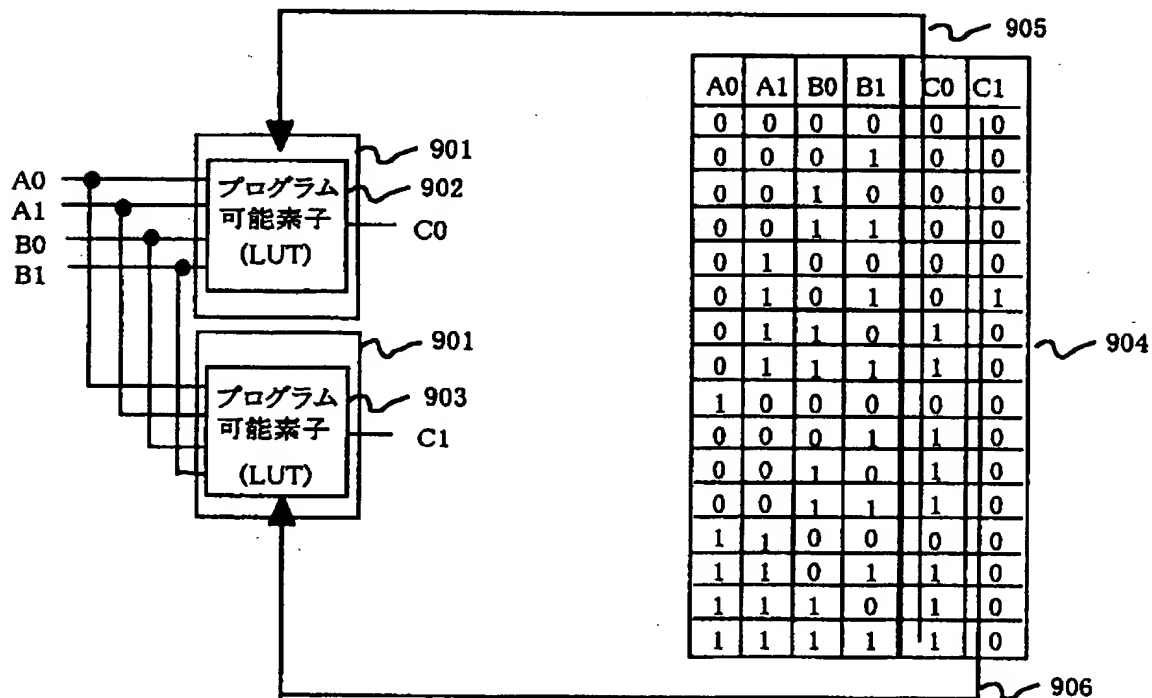 905
A0 A1 B0 B1 C0 C1
0 0 0 0 0 0
0 0 0 1 0 0
0 0 1 0 0 0
0 0 1 1 0 0
0 1 0 0 0 0
0 1 0 1 0 1
0 1 1 0 1 0
0 1 1 1 1 0
1 0 0 0 0 0
0 0 0 1 1 0
0 0 1 0 1 0
0 0 1 1 1 0
1 1 0 0 0 0
1 1 0 1 1 0
1 1 1 0 1 0
1 1 1 1 1 0
904
906
901
902
A0
A1
B0
B1
プログラム
可能素子
(LUT)
C0
901
903
プログラム
可能素子
(LUT)
C1